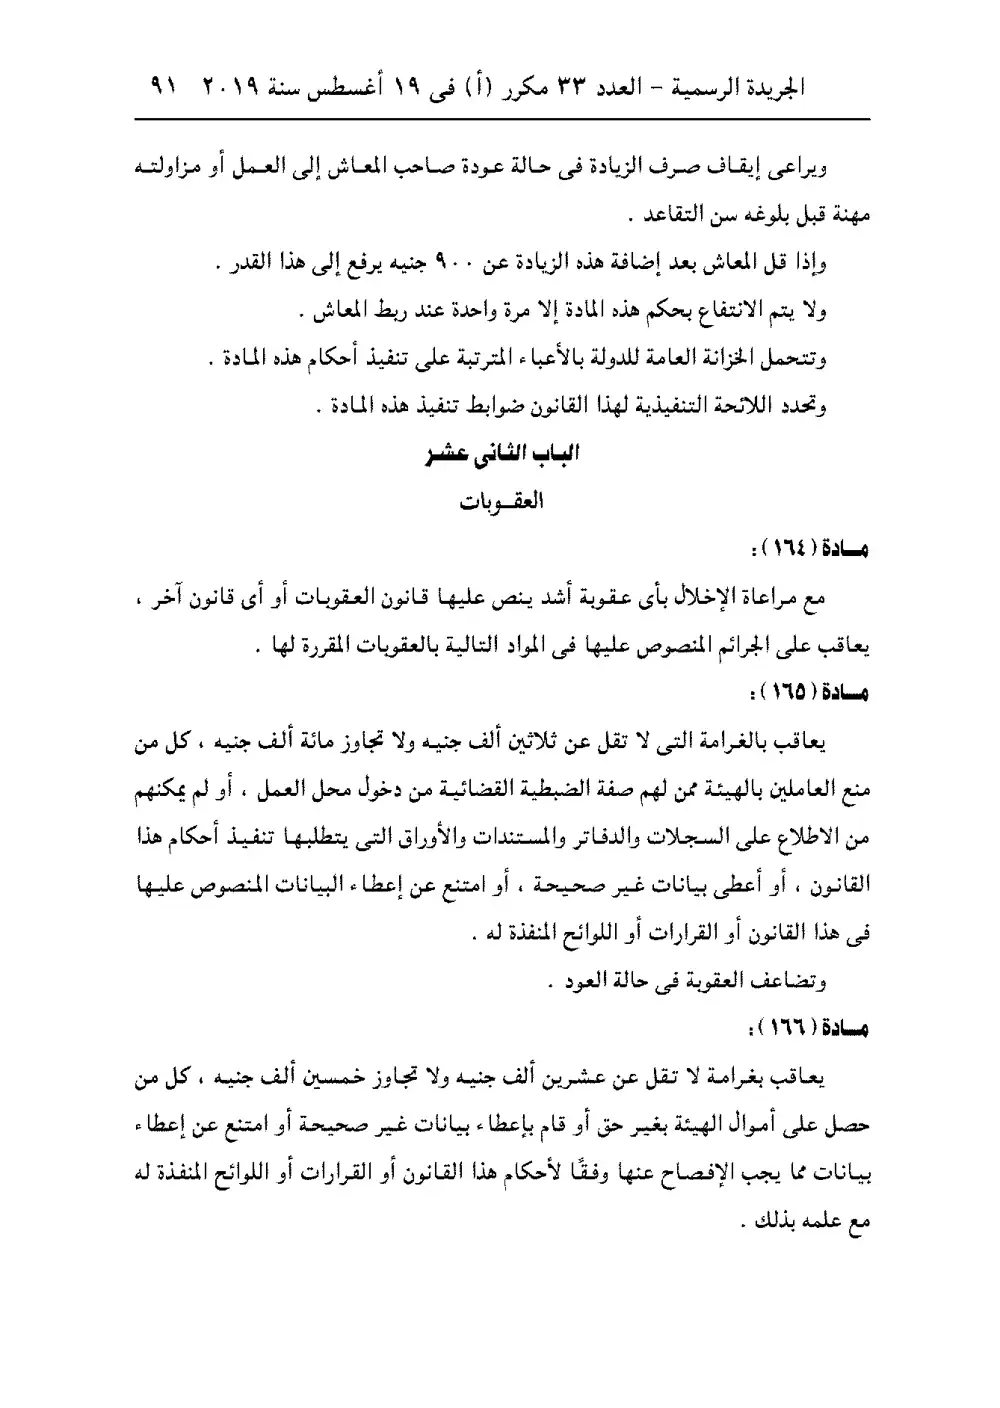 الجريدة الرسمية - العدد ٣٣ مكرر (أ) فى ١٩ أغسطس سنة ٢٠١٩ ٩١
ويراعى إيقاف صرف الزيادة فى حالة عودة صاحب المعاش إلى العمل أو مزاولته
مهنة قبل بلوغه سن التقاعد .
وإذا قل المعاش بعد إضافة هذه الزيادة عن ٩٠٠ جنيه يرفع إلى هذا القدر .
ولا يتم الانتفاع بحكم هذه المادة إلا مرة واحدة عند ربط المعاش .
وتتحمل الخزانة العامة للدولة بالأعباء المترتبة على تنفيذ أحكام هذه المادة .
وتحدد اللائحة التنفيذية لهذا القانون ضوابط تنفيذ هذه المادة .
الباب الثانى عشر
العقوبات
مادة (١٦٤):
مع مراعاة الإخلال بأى عقوبة أشد ينص عليها قانون العقوبات أو أى قانون آخر ،
يعاقب على الجرائم المنصوص عليها فى المواد التالية بالعقوبات المقررة لها .
مادة (١٦٥):
يعاقب بالغرامة التى لا تقل عن ثلاثين ألف جنيه ولا تجاوز مائة ألف جنيه ، كل من
منع العاملين بالهيئة ممن لهم صفة الضبطية القضائية من دخول محل العمل ، أو لم يمكنهم
من الاطلاع على السجلات والدفاتر والمستندات والأوراق التى يتطلبها تنفيذ أحكام هذا
القانون ، أو أعطى بيانات غير صحيحة ، أو امتنع عن إعطاء البيانات المنصوص عليها
فى هذا القانون أو القرارات أو اللوائح المنفذة له .
وتضاعف العقوبة فى حالة العود .
مادة (١٦٦):
يعاقب بغرامة لا تقل عن عشرين ألف جنيه ولا تجاوز خمسين ألف جنيه ، كل من
حصل على أموال الهيئة بغير حق أو قام بإعطاء بيانات غير صحيحة أو امتنع عن إعطاء
بيانات مما يجب الإفصاح عنها وفقًا لأحكام هذا القانون أو القرارات أو اللوائح المنفذة له
مع علمه بذلك .